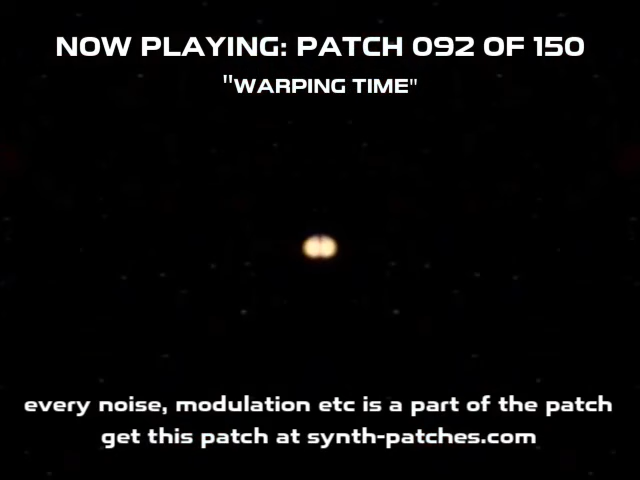 NOW PLAYING: PATCH 092 OF 150
"WARPING TIME"
every noise, modulation etc is a part of the patch
get this patch at synth-patches.com